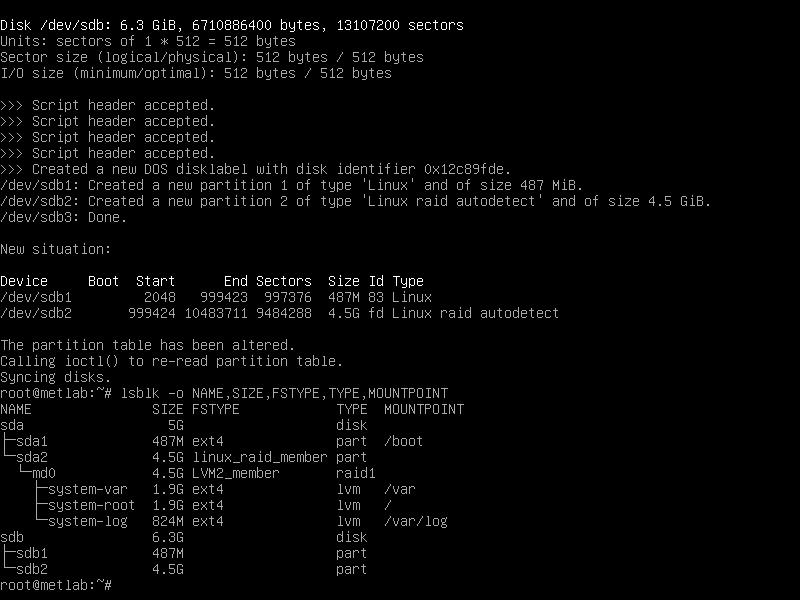 Disk /dev/sdb: 6.3 GiB, 6710886400 bytes, 13107200 sectors
Units: sectors of 1 * 512 = 512 bytes
Sector size (logical/physical): 512 bytes / 512 bytes
I/O size (minimum/optimal): 512 bytes / 512 bytes

>>> Script header accepted.
>>> Script header accepted.
>>> Script header accepted.
>>> Script header accepted.
>>> Created a new DOS disklabel with disk identifier 0x12c89fde.
/dev/sdb1: Created a new partition 1 of type 'Linux' and of size 487 MiB.
/dev/sdb2: Created a new partition 2 of type 'Linux raid autodetect' and of size 4.5 GiB.
/dev/sdb3: Done.

New situation:

Device     Boot  Start      End Sectors  Size Id Type
/dev/sdb1         2048   999423  997376  487M 83 Linux
/dev/sdb2       999424 10483711 9484288  4.5G fd Linux raid autodetect

The partition table has been altered.
Calling ioctl() to re-read partition table.
Syncing disks.
root@metlab:~# lsblk -o NAME,SIZE,FSTYPE,TYPE,MOUNTPOINT
NAME               SIZE FSTYPE            TYPE  MOUNTPOINT
sda                  5G                   disk
├─sda1             487M ext4              part  /boot
└─sda2             4.5G linux_raid_member part
  └─md0            4.5G LVM2_member       raid1
    ├─system-var   1.9G ext4              lvm   /var
    ├─system-root  1.9G ext4              lvm   /
    └─system-log   824M ext4              lvm   /var/log
sdb                6.3G                   disk
├─sdb1             487M                   part
└─sdb2             4.5G                   part
root@metlab:~#